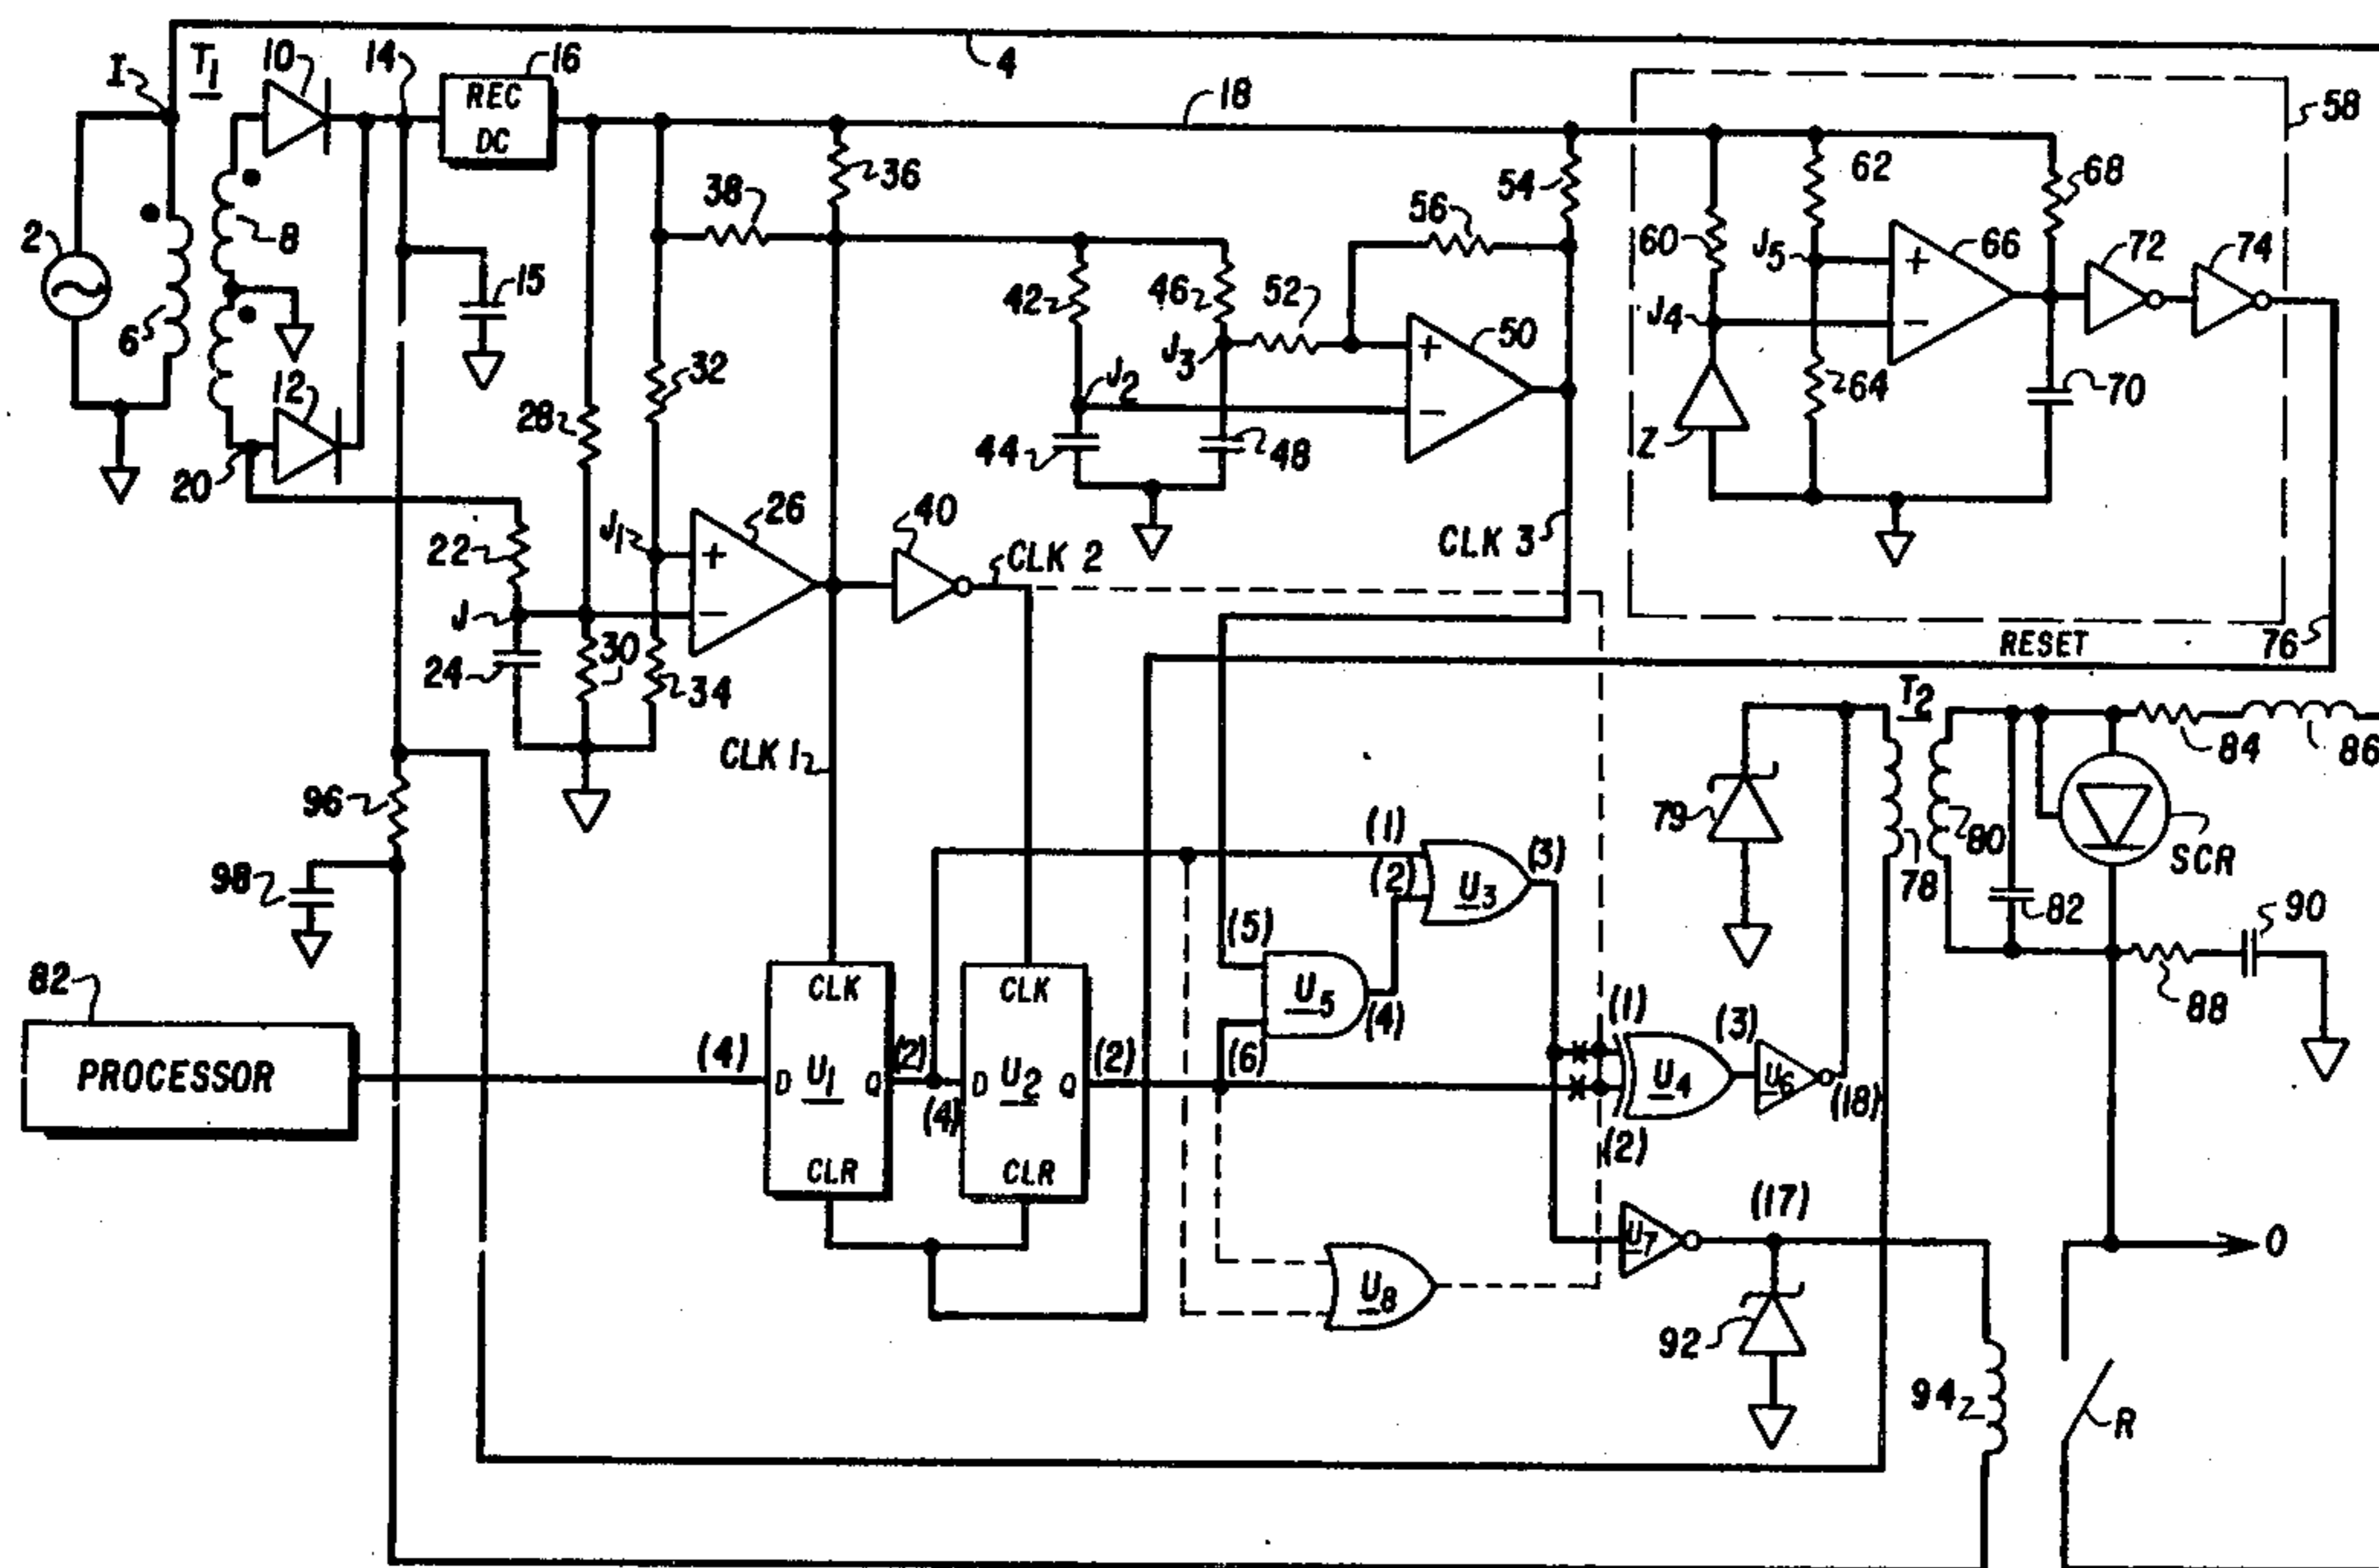 I
T1
10
14
16
REC
DC
4
18
58
2
8
6
15
12
20
38
36
56
54
42
46
52
J2
J3
50
44
48
62
68
60
J5
J4
66
72
74
64
70
Z
28
32
22
J
24
30
J1
26
34
40
CLK 2
CLK 3
CLK 1
RESET
76
T2
96
98
79
78
80
82
84
86
SCR
90
88
82
PROCESSOR
(4)
CLK
D
U1
Q
CLR
(2)
(4)
CLK
D
U2
Q
CLR
(2)
(5)
(6)
U5
(4)
(1)
(2)
U3
(3)
(1)
(2)
U4
(3)
U6
(18)
U7
(17)
U8
92
94
R
O